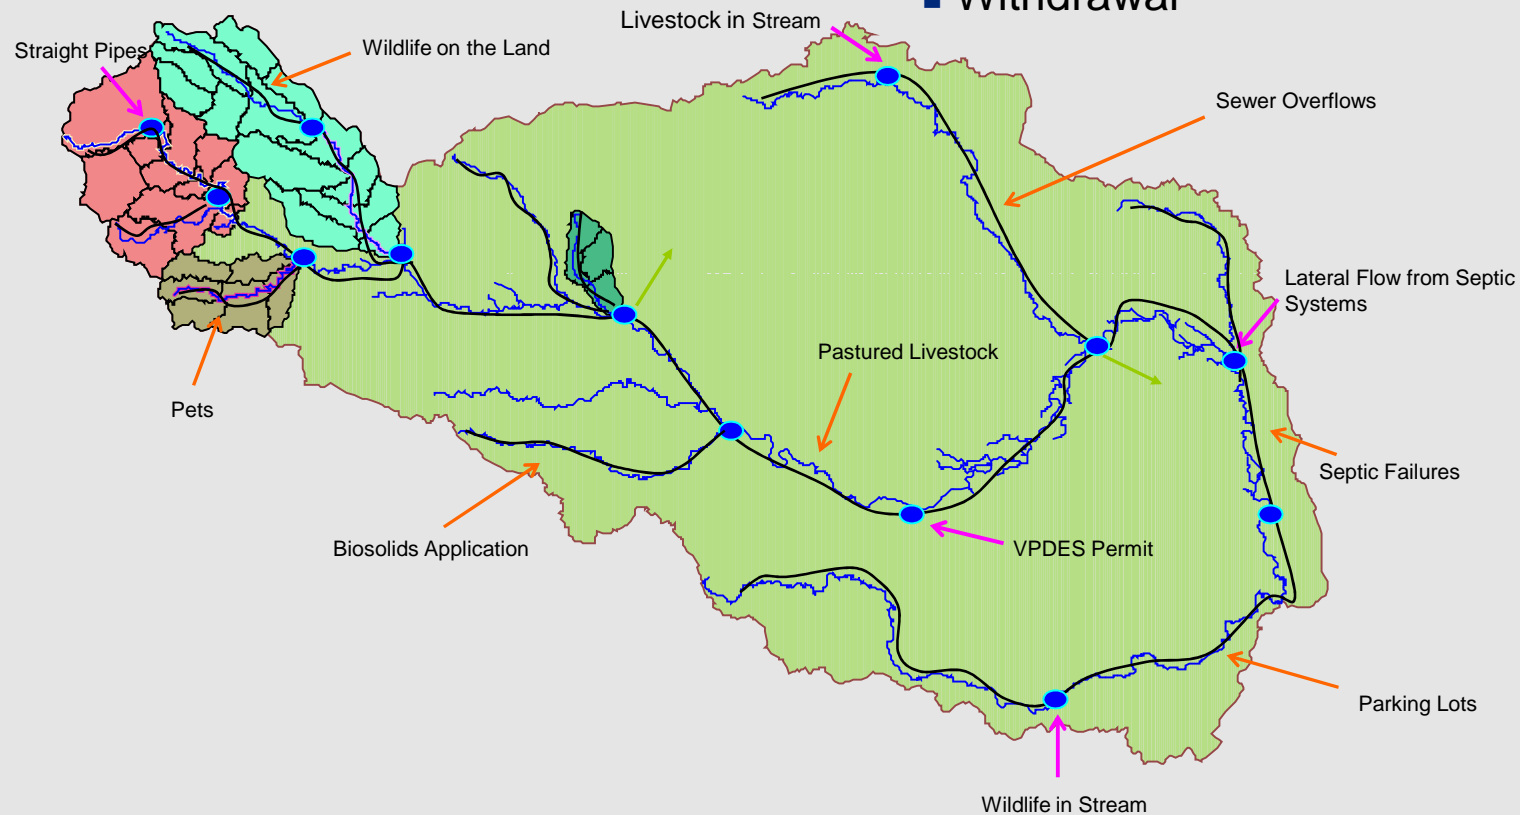 Withdrawal
Livestock in Stream
Straight Pipes
Wildlife on the Land
Sewer Overflows
Lateral Flow from Septic
Systems
Pastured Livestock
Pets
Septic Failures
Biosolids Application
VPDES Permit
Parking Lots
Wildlife in Stream